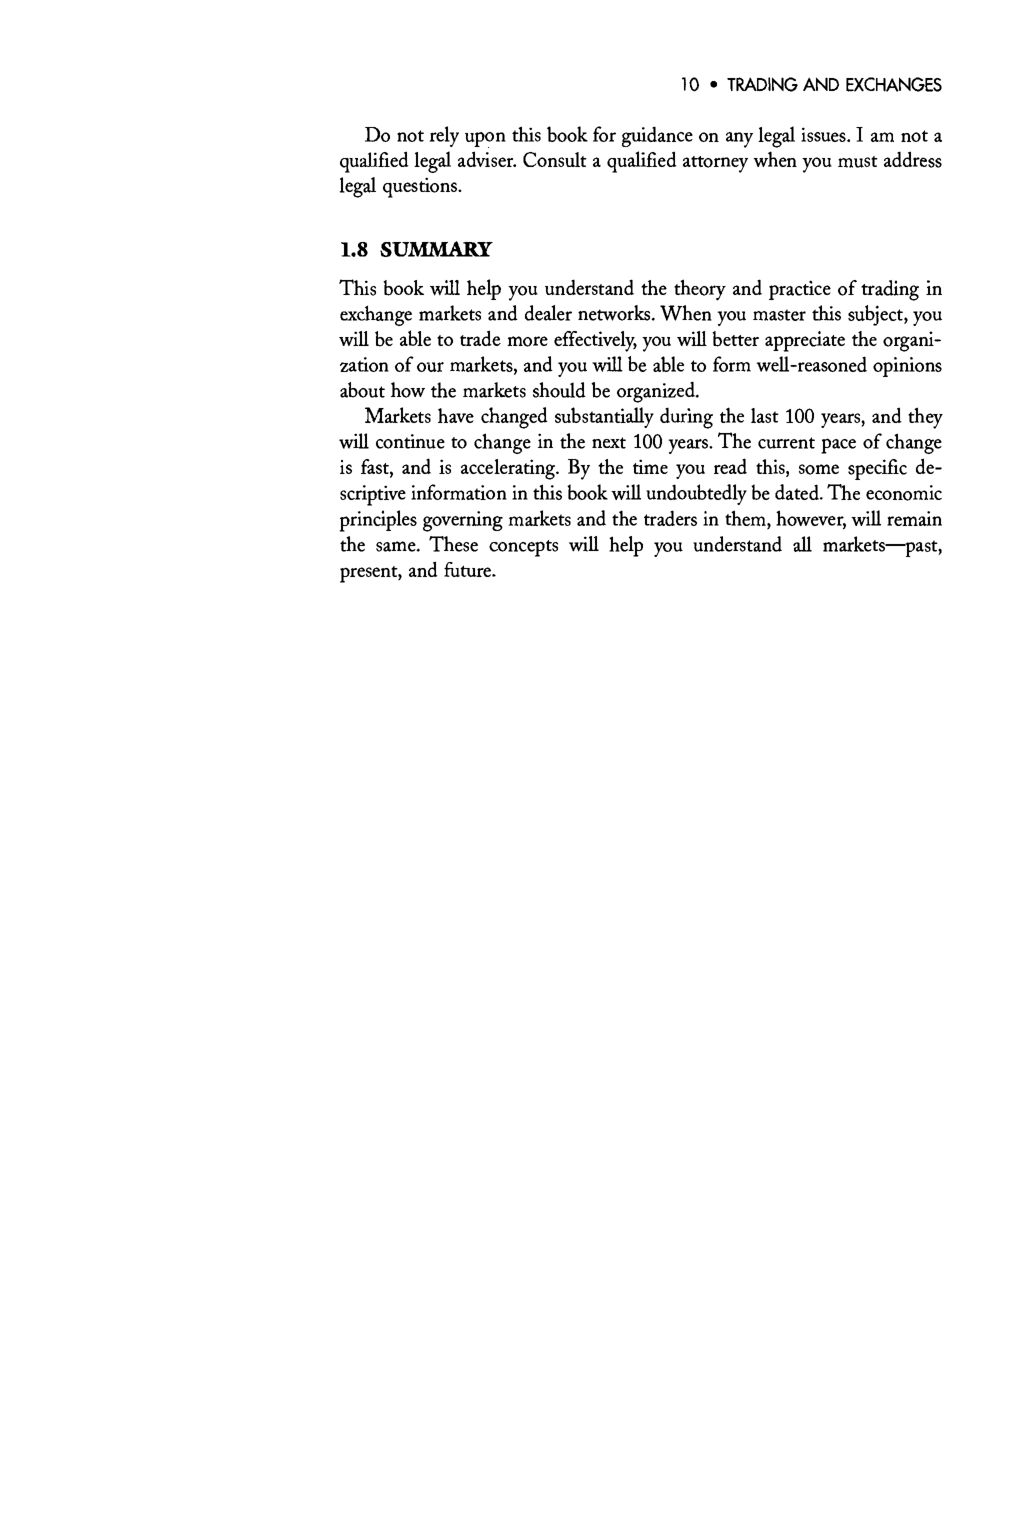 10 • TRADING AND EXCHANGES
Do not rely upon this book for guidance on any legal issues. I am not a
qualified legal adviser. Consult a qualified attorney when you must address
legal questions.
1.8 SUMMARY
This book will help you understand the theory and practice of trading in
exchange markets and dealer networks. When you master this subject, you
will be able to trade more effectively, you will better appreciate the organi-
zation of our markets, and you will be able to form well-reasoned opinions
about how the markets should be organized.
Markets have changed substantially during the last 100 years, and they
will continue to change in the next 100 years. The current pace of change
is fast, and is accelerating. By the time you read this, some specific de-
scriptive information in this book will undoubtedly be dated. The economic
principles governing markets and the traders in them, however, will remain
the same. These concepts will help you understand all markets—past,
present, and future.